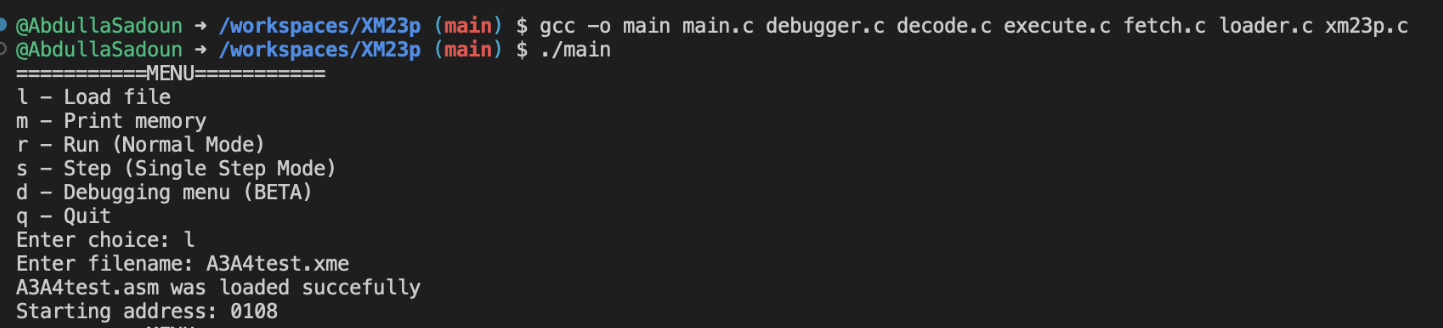 @AbdullaSadoun → /workspaces/XM23p (main) $ gcc -o main main.c debugger.c decode.c execute.c fetch.c loader.c xm23p.c
@AbdullaSadoun → /workspaces/XM23p (main) $ ./main
===========MENU===========
l - Load file
m - Print memory
r - Run (Normal Mode)
s - Step (Single Step Mode)
d - Debugging menu (BETA)
q - Quit
Enter choice: l
Enter filename: A3A4test.xme
A3A4test.asm was loaded succefully
Starting address: 0108